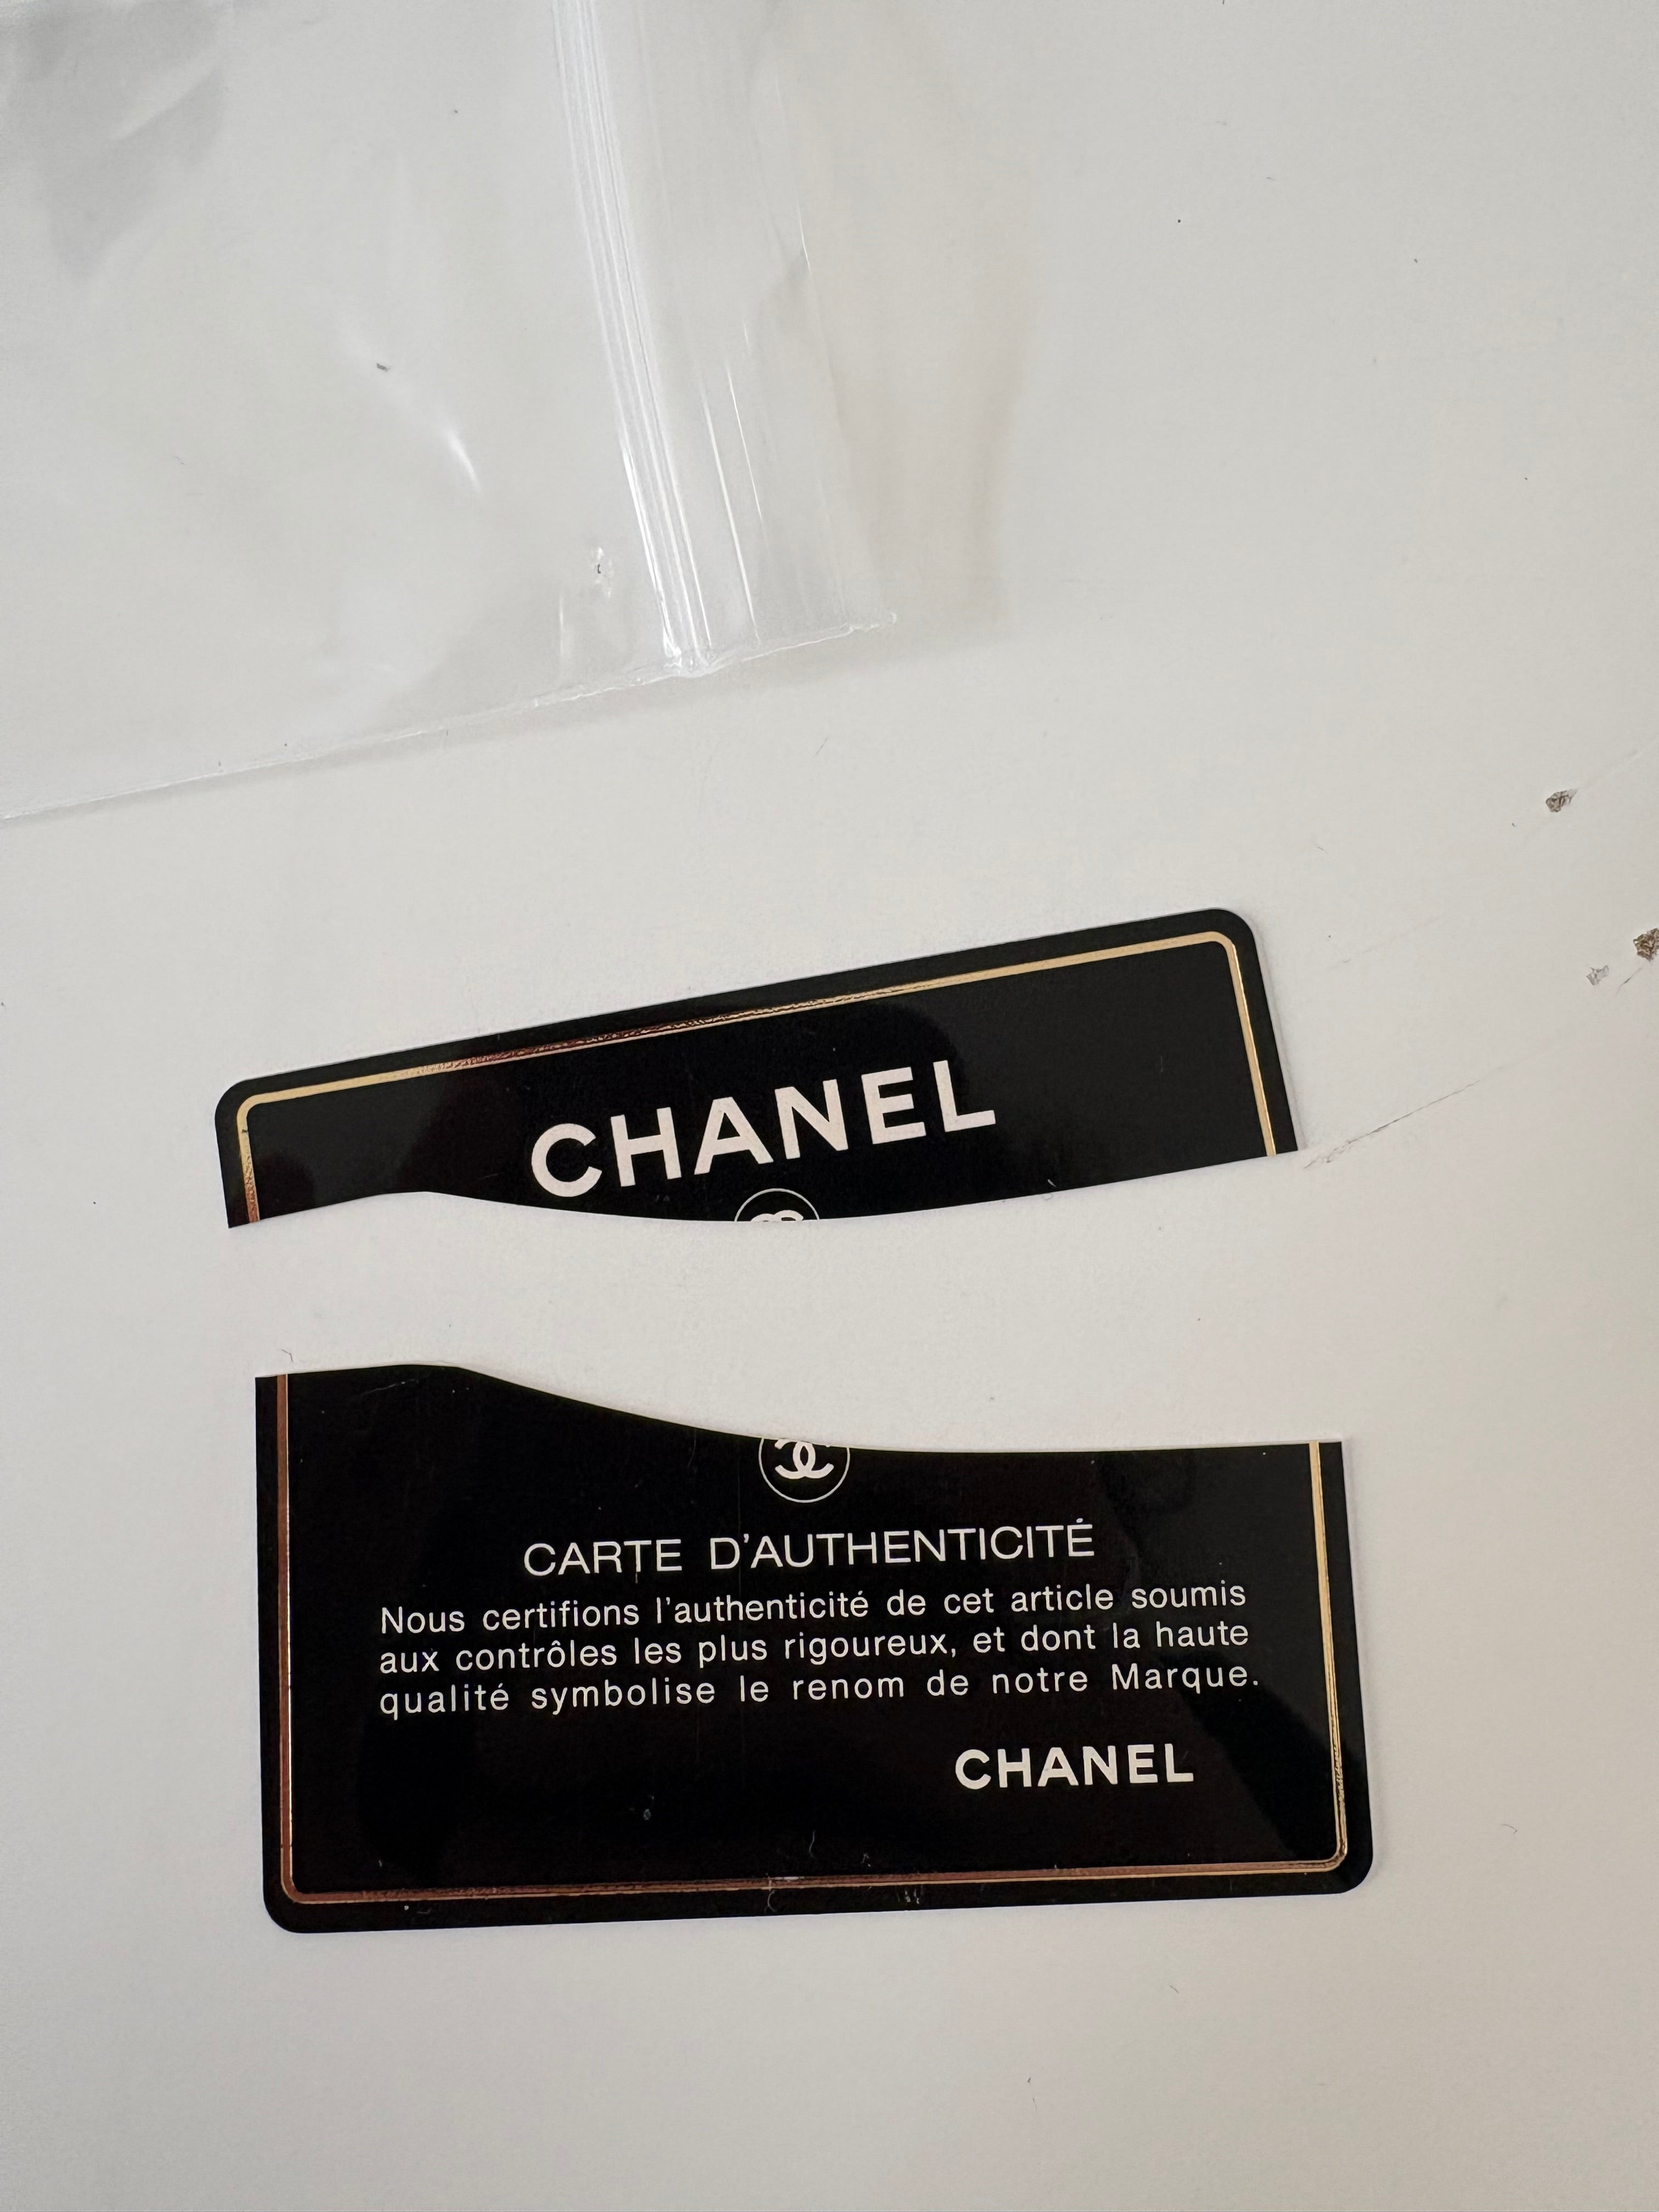 CHANEL
CARTE D'AUTHENTICITÉ
Nous certifions l'authenticité de cet article soumis
aux contrôles les plus rigoureux, et dont la haute
qualité symbolise le renom de notre Marque.
CHANEL